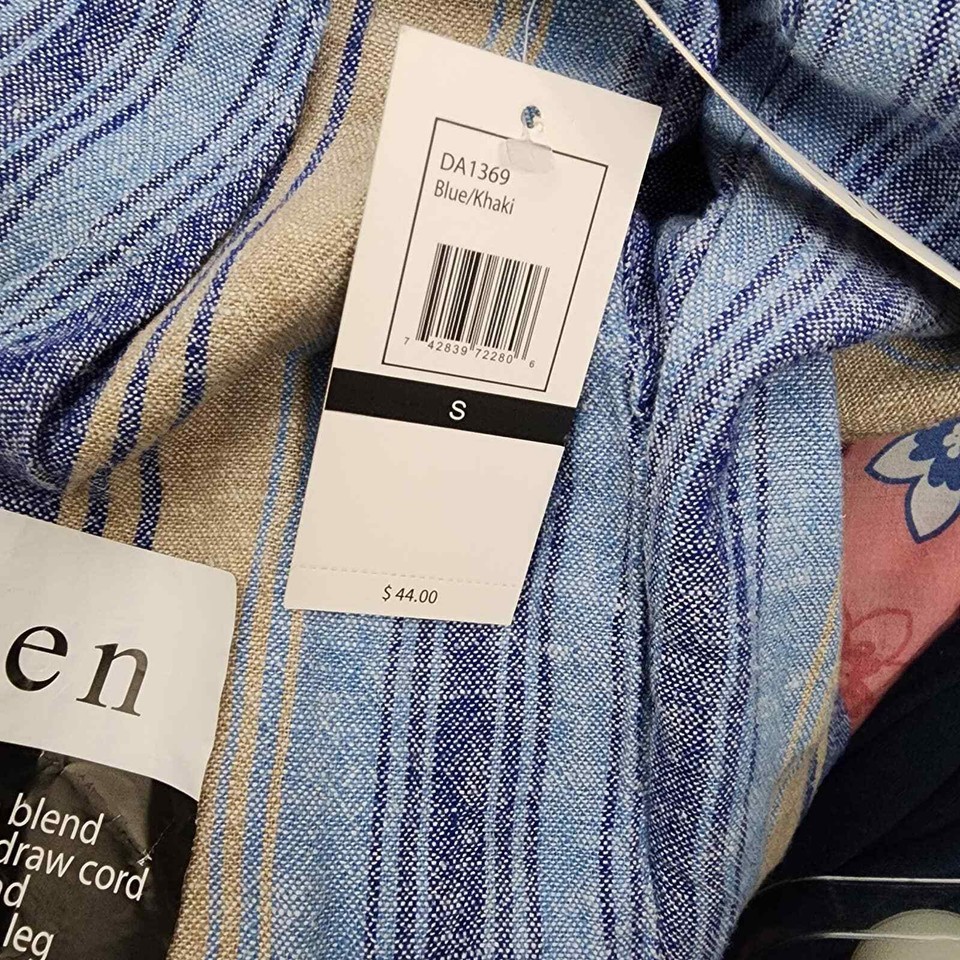 DA1369
Blue/Khaki
7 42839 72280 6
S
$ 44.00
en
blend
draw cord
leg